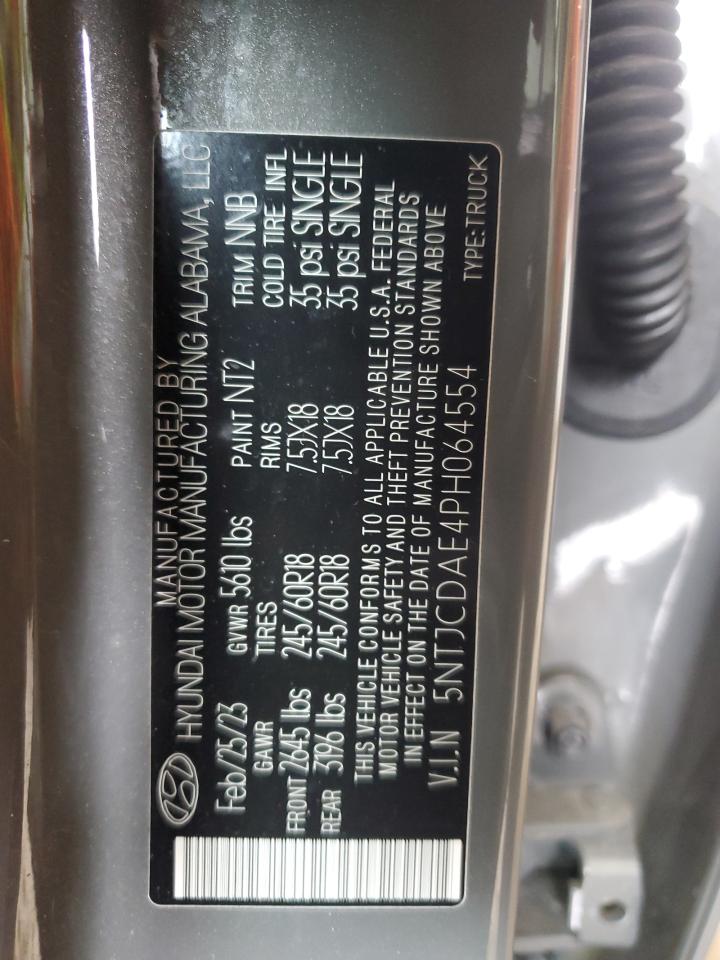 MANUFACTURED BY
HYUNDAI MOTOR MANUFACTURING ALABAMA, LLC
Feb/25/23 GVWR 5610 lbs PAINT NT2 TRIM NNB
GAWR TIRES RIMS COLD TIRE INFL
FRONT 2645 lbs 245/60R18 7.5JX18 35 psi SINGLE
REAR 3196 lbs 245/60R18 7.5JX18 35 psi SINGLE
THIS VEHICLE CONFORMS TO ALL APPLICABLE U.S.A. FEDERAL
MOTOR VEHICLE SAFETY AND THEFT PREVENTION STANDARDS
IN EFFECT ON THE DATE OF MANUFACTURE SHOWN ABOVE
V.I.N 5NTJCDAE4PH064554
TYPE:TRUCK